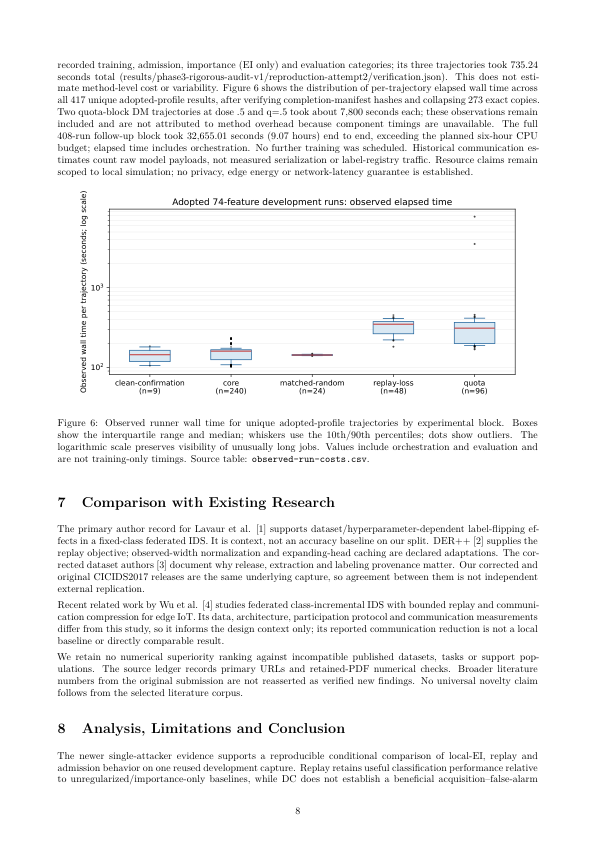 recorded training, admission, importance (EI only) and evaluation categories; its three trajectories took 735.24
seconds total (results/phase3-rigorous-audit-v1/reproduction-attempt2/verification.json). This does not esti-
mate method-level cost or variability. Figure 6 shows the distribution of per-trajectory elapsed wall time across
all 417 unique adopted-profile results, after verifying completion-manifest hashes and collapsing 273 exact copies.
Two quota-block DM trajectories at dose .5 and q=.5 took about 7,800 seconds each; these observations remain
included and are not attributed to method overhead because component timings are unavailable. The full
408-run follow-up block took 32,655.01 seconds (9.07 hours) end to end, exceeding the planned six-hour CPU
budget; elapsed time includes orchestration. No further training was scheduled. Historical communication es-
timates count raw model payloads, not measured serialization or label-registry traffic. Resource claims remain
scoped to local simulation; no privacy, edge energy or network-latency guarantee is established.
Adopted 74-feature development runs: observed elapsed time
Observed wall time per trajectory (seconds; log scale)
10³
10²
clean-confirmation
(n=9)
core
(n=240)
matched-random
(n=24)
replay-loss
(n=48)
quota
(n=96)
Figure 6: Observed runner wall time for unique adopted-profile trajectories by experimental block. Boxes
show the interquartile range and median; whiskers use the 10th/90th percentiles; dots show outliers. The
logarithmic scale preserves visibility of unusually long jobs. Values include orchestration and evaluation and
are not training-only timings. Source table: observed-run-costs.csv.
7 Comparison with Existing Research
The primary author record for Lavaur et al. [1] supports dataset/hyperparameter-dependent label-flipping ef-
fects in a fixed-class federated IDS. It is context, not an accuracy baseline on our split. DER++ [2] supplies the
replay objective; observed-width normalization and expanding-head caching are declared adaptations. The cor-
rected dataset authors [3] document why release, extraction and labeling provenance matter. Our corrected and
original CICIDS2017 releases are the same underlying capture, so agreement between them is not independent
external replication.
Recent related work by Wu et al. [4] studies federated class-incremental IDS with bounded replay and communi-
cation compression for edge IoT. Its data, architecture, participation protocol and communication measurements
differ from this study, so it informs the design context only; its reported communication reduction is not a local
baseline or directly comparable result.
We retain no numerical superiority ranking against incompatible published datasets, tasks or support pop-
ulations. The source ledger records primary URLs and retained-PDF numerical checks. Broader literature
numbers from the original submission are not reasserted as verified new findings. No universal novelty claim
follows from the selected literature corpus.
8 Analysis, Limitations and Conclusion
The newer single-attacker evidence supports a reproducible conditional comparison of local-EI, replay and
admission behavior on one reused development capture. Replay retains useful classification performance relative
to unregularized/importance-only baselines, while DC does not establish a beneficial acquisition–false-alarm
8